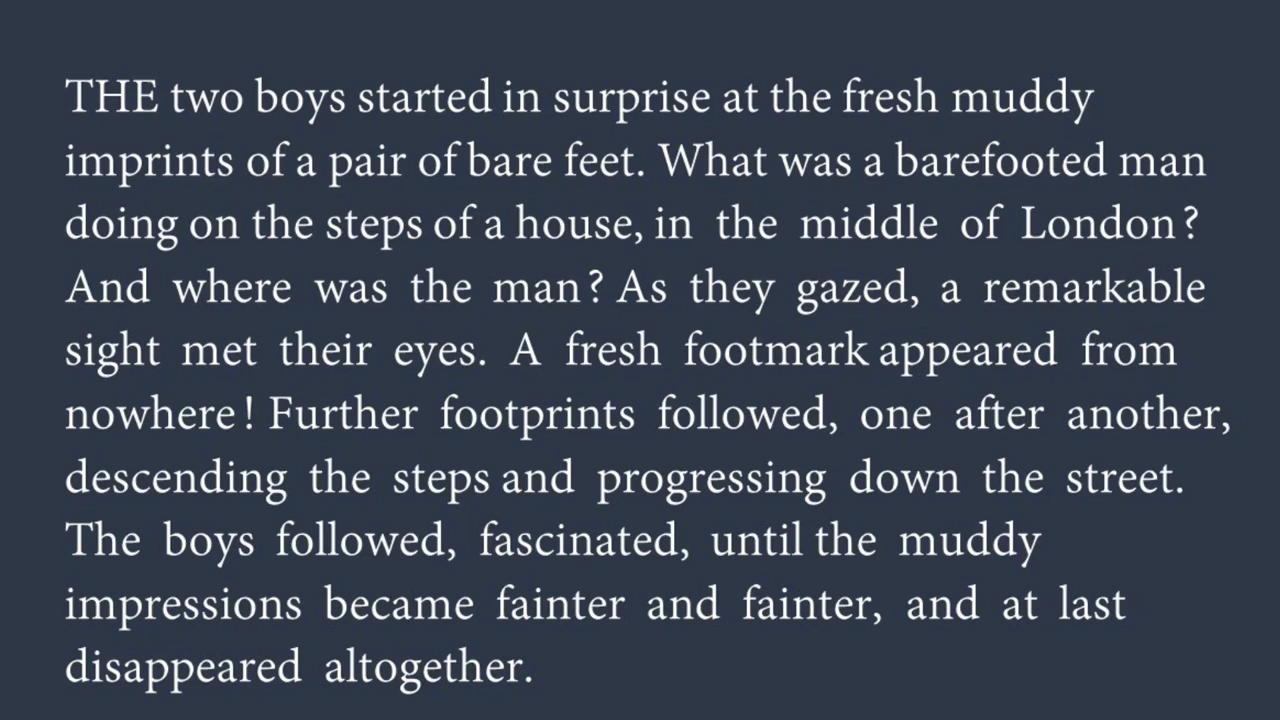 THE two boys started in surprise at the fresh muddy
imprints of a pair of bare feet. What was a barefooted man
doing on the steps of a house, in the middle of London?
And where was the man? As they gazed, a remarkable
sight met their eyes. A fresh footmark appeared from
nowhere! Further footprints followed, one after another,
descending the steps and progressing down the street.
The boys followed, fascinated, until the muddy
impressions became fainter and fainter, and at last
disappeared altogether.